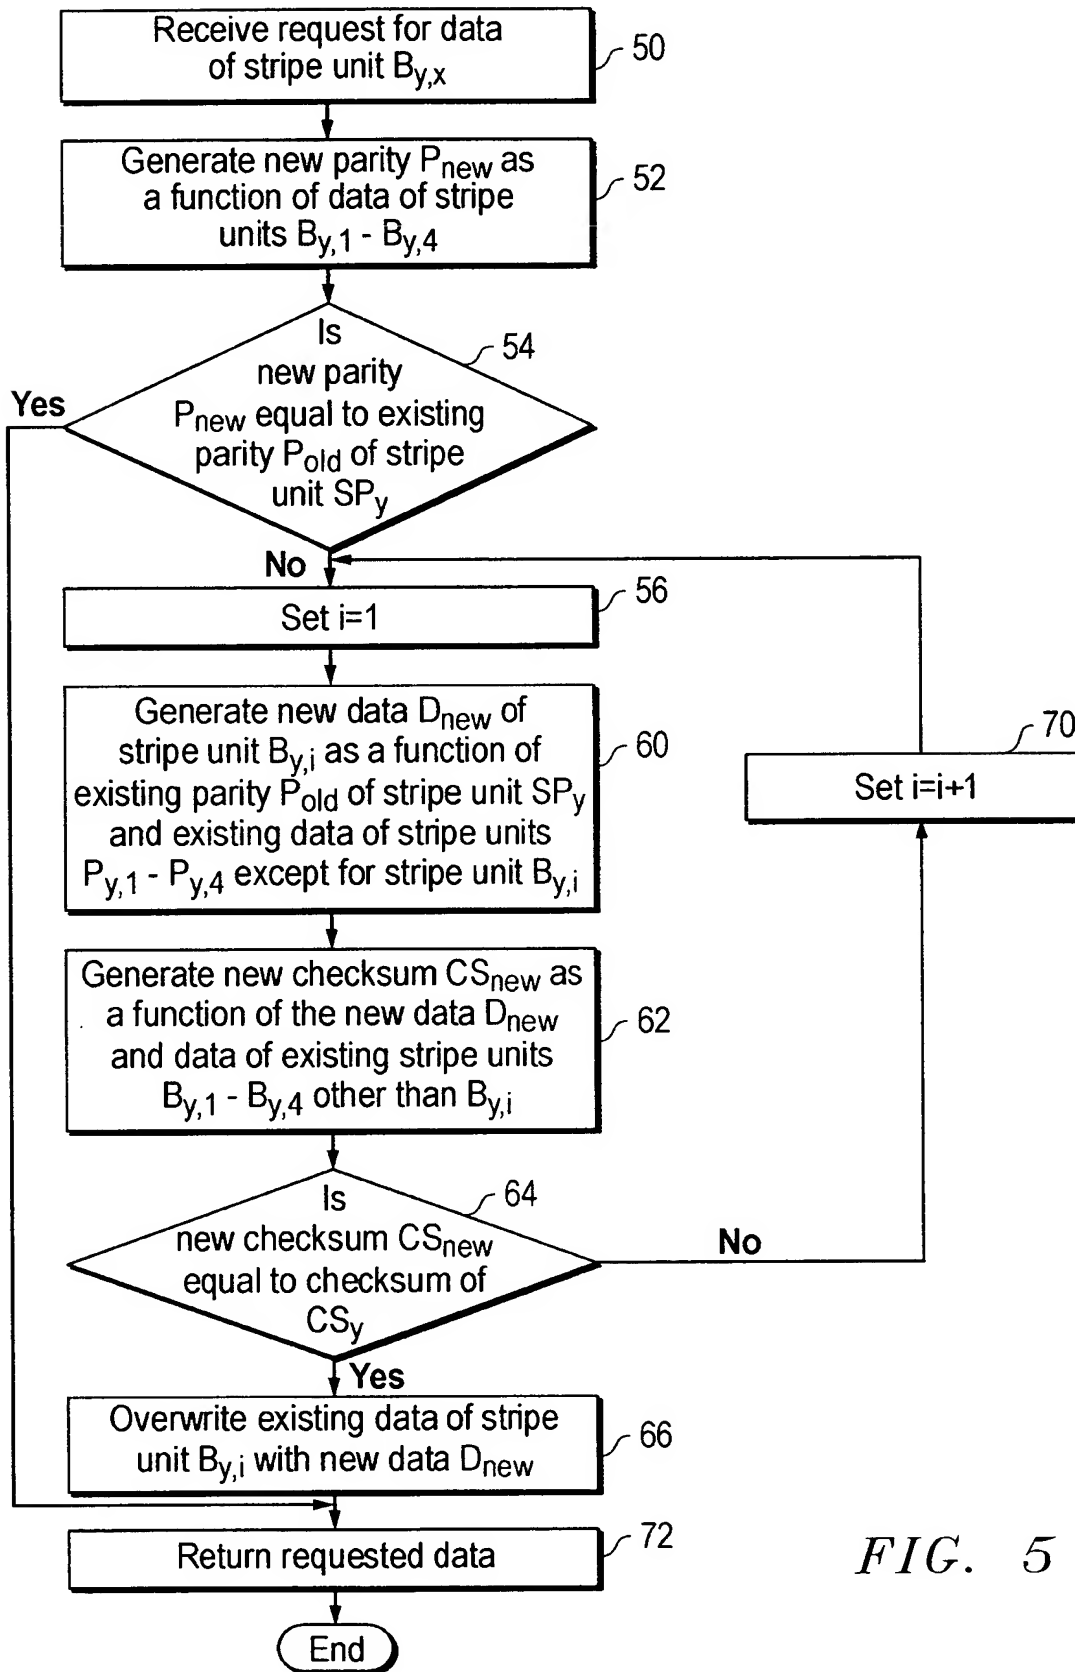 Receive request for data
of stripe unit By,x
50
Generate new parity Pnew as
a function of data of stripe
units By,1 - By,4
52
Is
new parity
Pnew equal to existing
parity Pold of stripe
unit SPy
54
Yes
No
Set i=1
56
Generate new data Dnew of
stripe unit By,i as a function of
existing parity Pold of stripe unit SPy
and existing data of stripe units
Py,1 - Py,4 except for stripe unit By,i
60
70
Set i=i+1
Generate new checksum CSnew as
a function of the new data Dnew
and data of existing stripe units
By,1 - By,4 other than By,i
62
Is
new checksum CSnew
equal to checksum of
CSy
64
No
Yes
Overwrite existing data of stripe
unit By,i with new data Dnew
66
Return requested data
72
End
FIG. 5